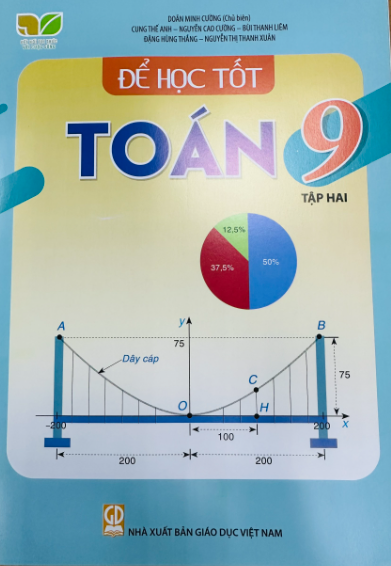 DOÃN MINH CƯỜNG (Chủ biên)
CUNG THẾ ANH – NGUYỄN CAO CƯỜNG – BÙI THANH LIÊM
ĐẶNG HÙNG THẮNG – NGUYỄN THỊ THANH XUÂN
ĐỂ HỌC TỐT
TOÁN 9
TẬP HAI
12,5%
37,5%
50%
A
y
B
75
Dây cáp
C
75
O
H
-200
200
x
100
200
200
NHÀ XUẤT BẢN GIÁO DỤC VIỆT NAM